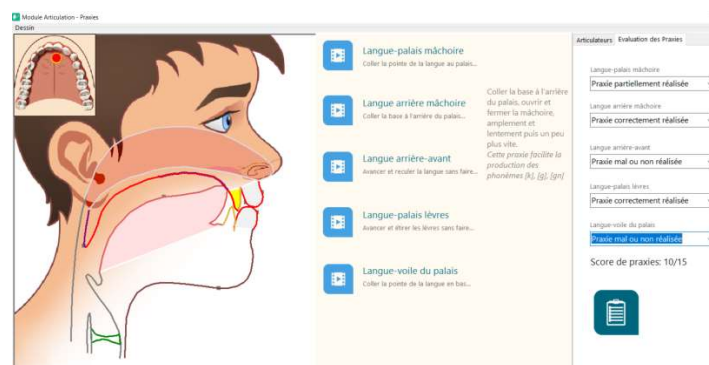 Module Articulation - Praxies
Dessin
Langue-palais mâchoire
Coller la pointe de la langue au palais...
Langue arrière mâchoire
Coller la base à l'arrière du palais...
Langue arrière-avant
Avancer et reculer la langue sans faire...
Langue-palais lèvres
Avancer et étirer les lèvres sans faire...
Langue-voile du palais
Coller la pointe de la langue en bas...
Coller la base à l'arrière
du palais, ouvrir et
fermer la mâchoire,
amplement et
lentement puis un peu
plus vite.
Cette praxie facilite la
production des
phonèmes [k], [g], [gn]
Articulateurs Evaluation des Praxies
Langue-palais mâchoire
Praxie partiellement réalisée
Langue arrière mâchoire
Praxie correctement réalisée
Langue arrière-avant
Praxie mal ou non réalisée
Langue-palais lèvres
Praxie correctement réalisée
Langue-voile du palais
Praxie mal ou non réalisée
Score de praxies: 10/15